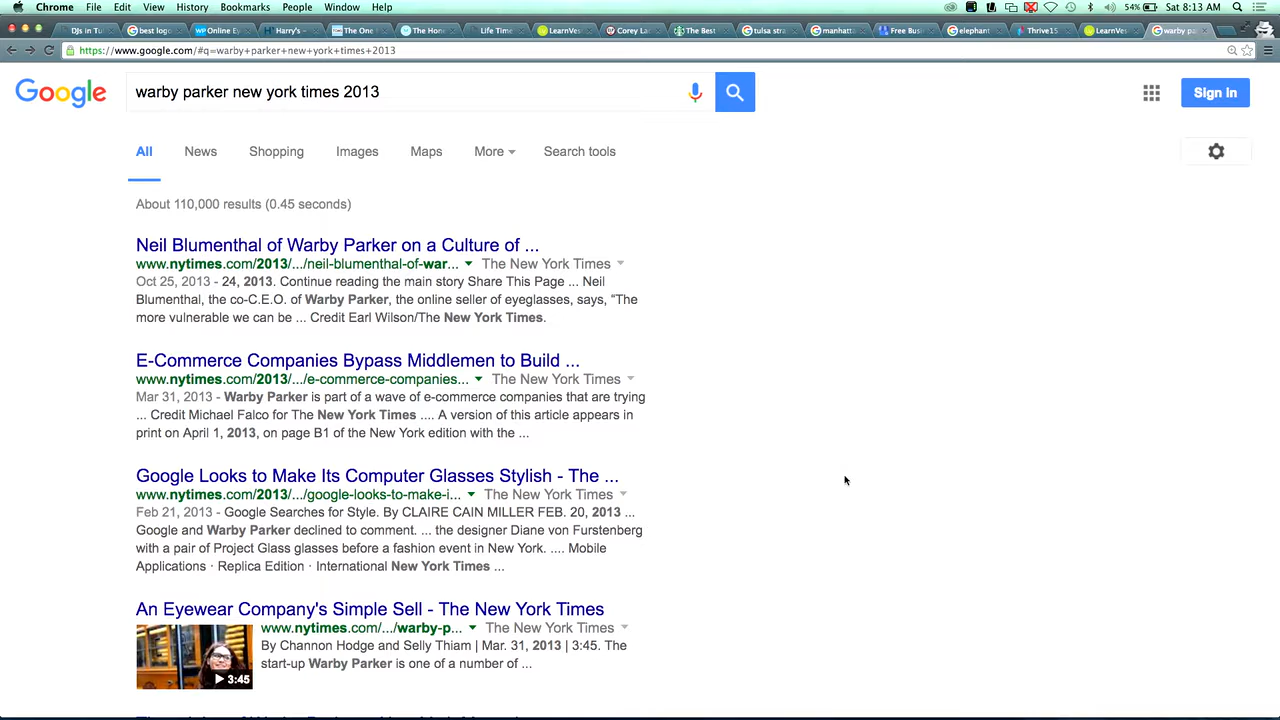 Chrome File Edit View History Bookmarks People Window Help 54% Sat 8:13 AM
DJs in Tu best logo Online Ey Harry's - The One The Hone Life Time LearnVes Corey La The Best tulsa stra manhatt Free Bus elephant Thrive15 LearnVes warby pa
https://www.google.com/#q=warby+parker+new+york+times+2013
Google warby parker new york times 2013 Sign in
All News Shopping Images Maps More Search tools
About 110,000 results (0.45 seconds)
Neil Blumenthal of Warby Parker on a Culture of ...
www.nytimes.com/2013/.../neil-blumenthal-of-war... The New York Times
Oct 25, 2013 - 24, 2013. Continue reading the main story Share This Page ... Neil
Blumenthal, the co-C.E.O. of Warby Parker, the online seller of eyeglasses, says, “The
more vulnerable we can be ... Credit Earl Wilson/The New York Times.
E-Commerce Companies Bypass Middlemen to Build ...
www.nytimes.com/2013/.../e-commerce-companies... The New York Times
Mar 31, 2013 - Warby Parker is part of a wave of e-commerce companies that are trying
... Credit Michael Falco for The New York Times .... A version of this article appears in
print on April 1, 2013, on page B1 of the New York edition with the ...
Google Looks to Make Its Computer Glasses Stylish - The ...
www.nytimes.com/2013/.../google-looks-to-make-i... The New York Times
Feb 21, 2013 - Google Searches for Style. By CLAIRE CAIN MILLER FEB. 20, 2013 ...
Google and Warby Parker declined to comment. ... the designer Diane von Furstenberg
with a pair of Project Glass glasses before a fashion event in New York. .... Mobile
Applications · Replica Edition · International New York Times ...
An Eyewear Company's Simple Sell - The New York Times
www.nytimes.com/.../warby-p... The New York Times
By Channon Hodge and Selly Thiam | Mar. 31, 2013 | 3:45. The
start-up Warby Parker is one of a number of ...
3:45